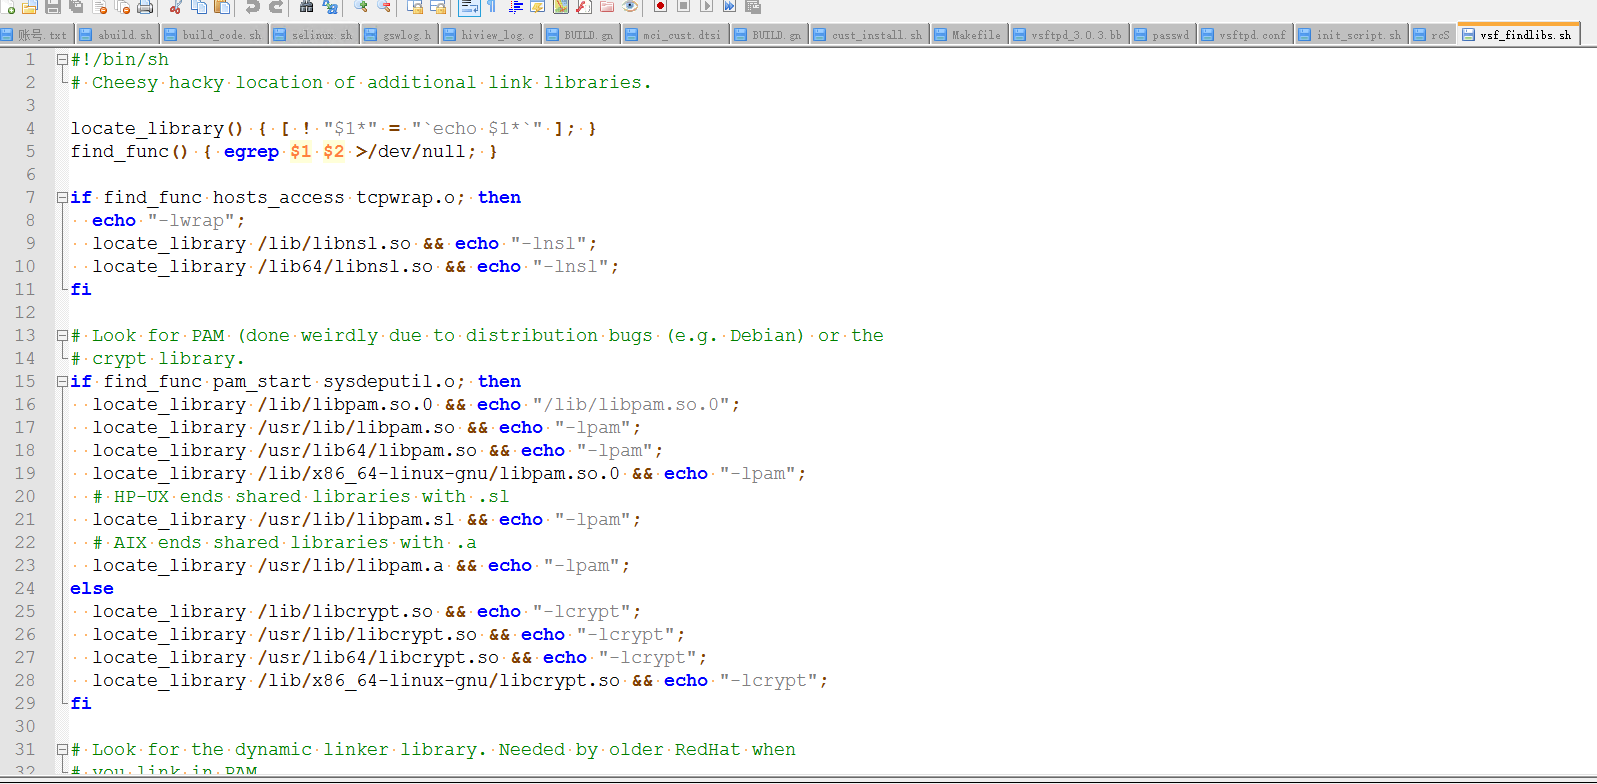 账号.txt abuild.sh build_code.sh selinux.sh gswlog.h hiview_log.c BUILD.gn mci_cust.dtsi BUILD.gn cust_install.sh Makefile vsftpd_3.0.3.bb passwd vsftpd.conf init_script.sh rcS vsf_findlibs.sh
1 #!/bin/sh
2 # Cheesy hacky location of additional link libraries.
3
4 locate_library() { [ ! "$1*" = "`echo $1*`" ]; }
5 find_func() { egrep $1 $2 >/dev/null; }
6
7 if find_func hosts_access tcpwrap.o; then
8 echo "-lwrap";
9 locate_library /lib/libnsl.so && echo "-lnsl";
10 locate_library /lib64/libnsl.so && echo "-lnsl";
11 fi
12
13 # Look for PAM (done weirdly due to distribution bugs (e.g. Debian) or the
14 # crypt library.
15 if find_func pam_start sysdeputil.o; then
16 locate_library /lib/libpam.so.0 && echo "/lib/libpam.so.0";
17 locate_library /usr/lib/libpam.so && echo "-lpam";
18 locate_library /usr/lib64/libpam.so && echo "-lpam";
19 locate_library /lib/x86_64-linux-gnu/libpam.so.0 && echo "-lpam";
20 # HP-UX ends shared libraries with .sl
21 locate_library /usr/lib/libpam.sl && echo "-lpam";
22 # AIX ends shared libraries with .a
23 locate_library /usr/lib/libpam.a && echo "-lpam";
24 else
25 locate_library /lib/libcrypt.so && echo "-lcrypt";
26 locate_library /usr/lib/libcrypt.so && echo "-lcrypt";
27 locate_library /usr/lib64/libcrypt.so && echo "-lcrypt";
28 locate_library /lib/x86_64-linux-gnu/libcrypt.so && echo "-lcrypt";
29 fi
30
31 # Look for the dynamic linker library. Needed by older RedHat when
32 # you link in PAM